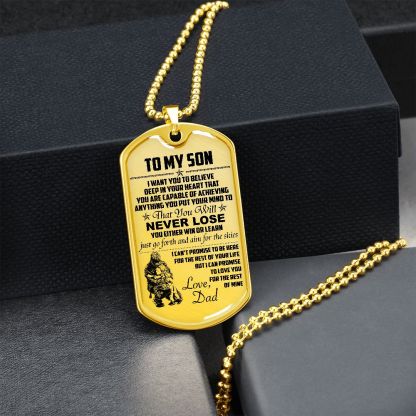 TO MY SON
I WANT YOU TO BELIEVE
DEEP IN YOUR HEART THAT
YOU ARE CAPABLE OF ACHIEVING
ANYTHING YOU PUT YOUR MIND TO
That You Will
NEVER LOSE
YOU EITHER WIN OR LEARN
just go forth and aim for the skies
I CAN'T PROMISE TO BE HERE
FOR THE REST OF YOUR LIFE
BUT I CAN PROMISE
TO LOVE YOU
FOR THE REST
OF MINE
Love,
Dad